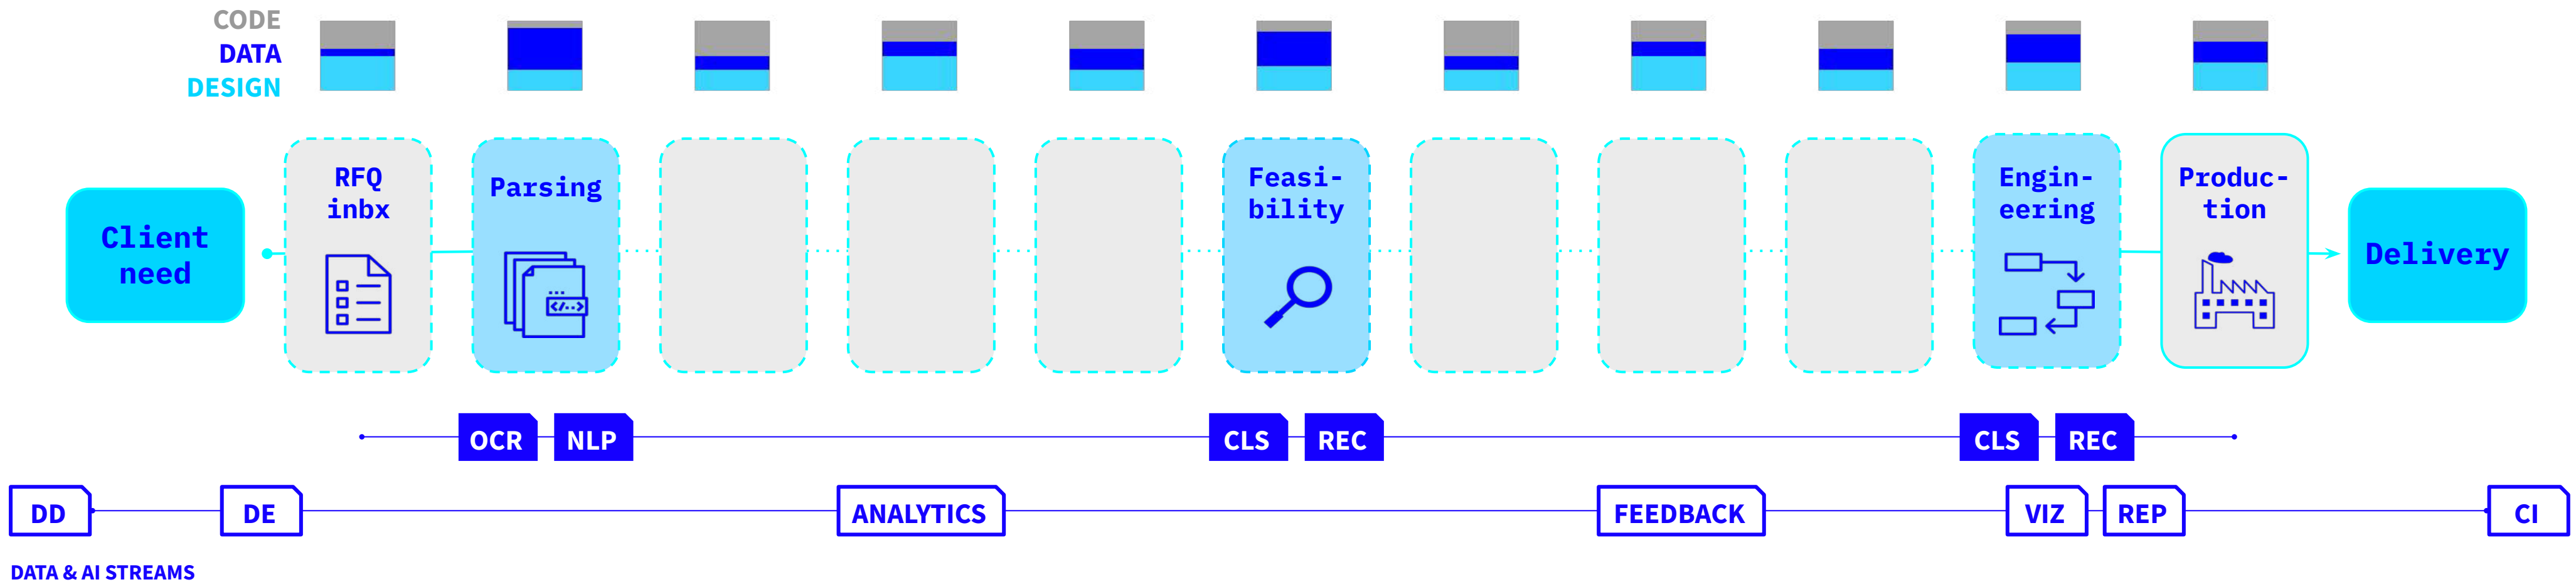 CODE
DATA
DESIGN
Client
need
RFQ
inbx
Parsing
</>
Feasi-
bility
Engin-
eering
Produc-
tion
Delivery
OCR NLP CLS REC CLS REC
DD DE ANALYTICS FEEDBACK VIZ REP CI
DATA & AI STREAMS